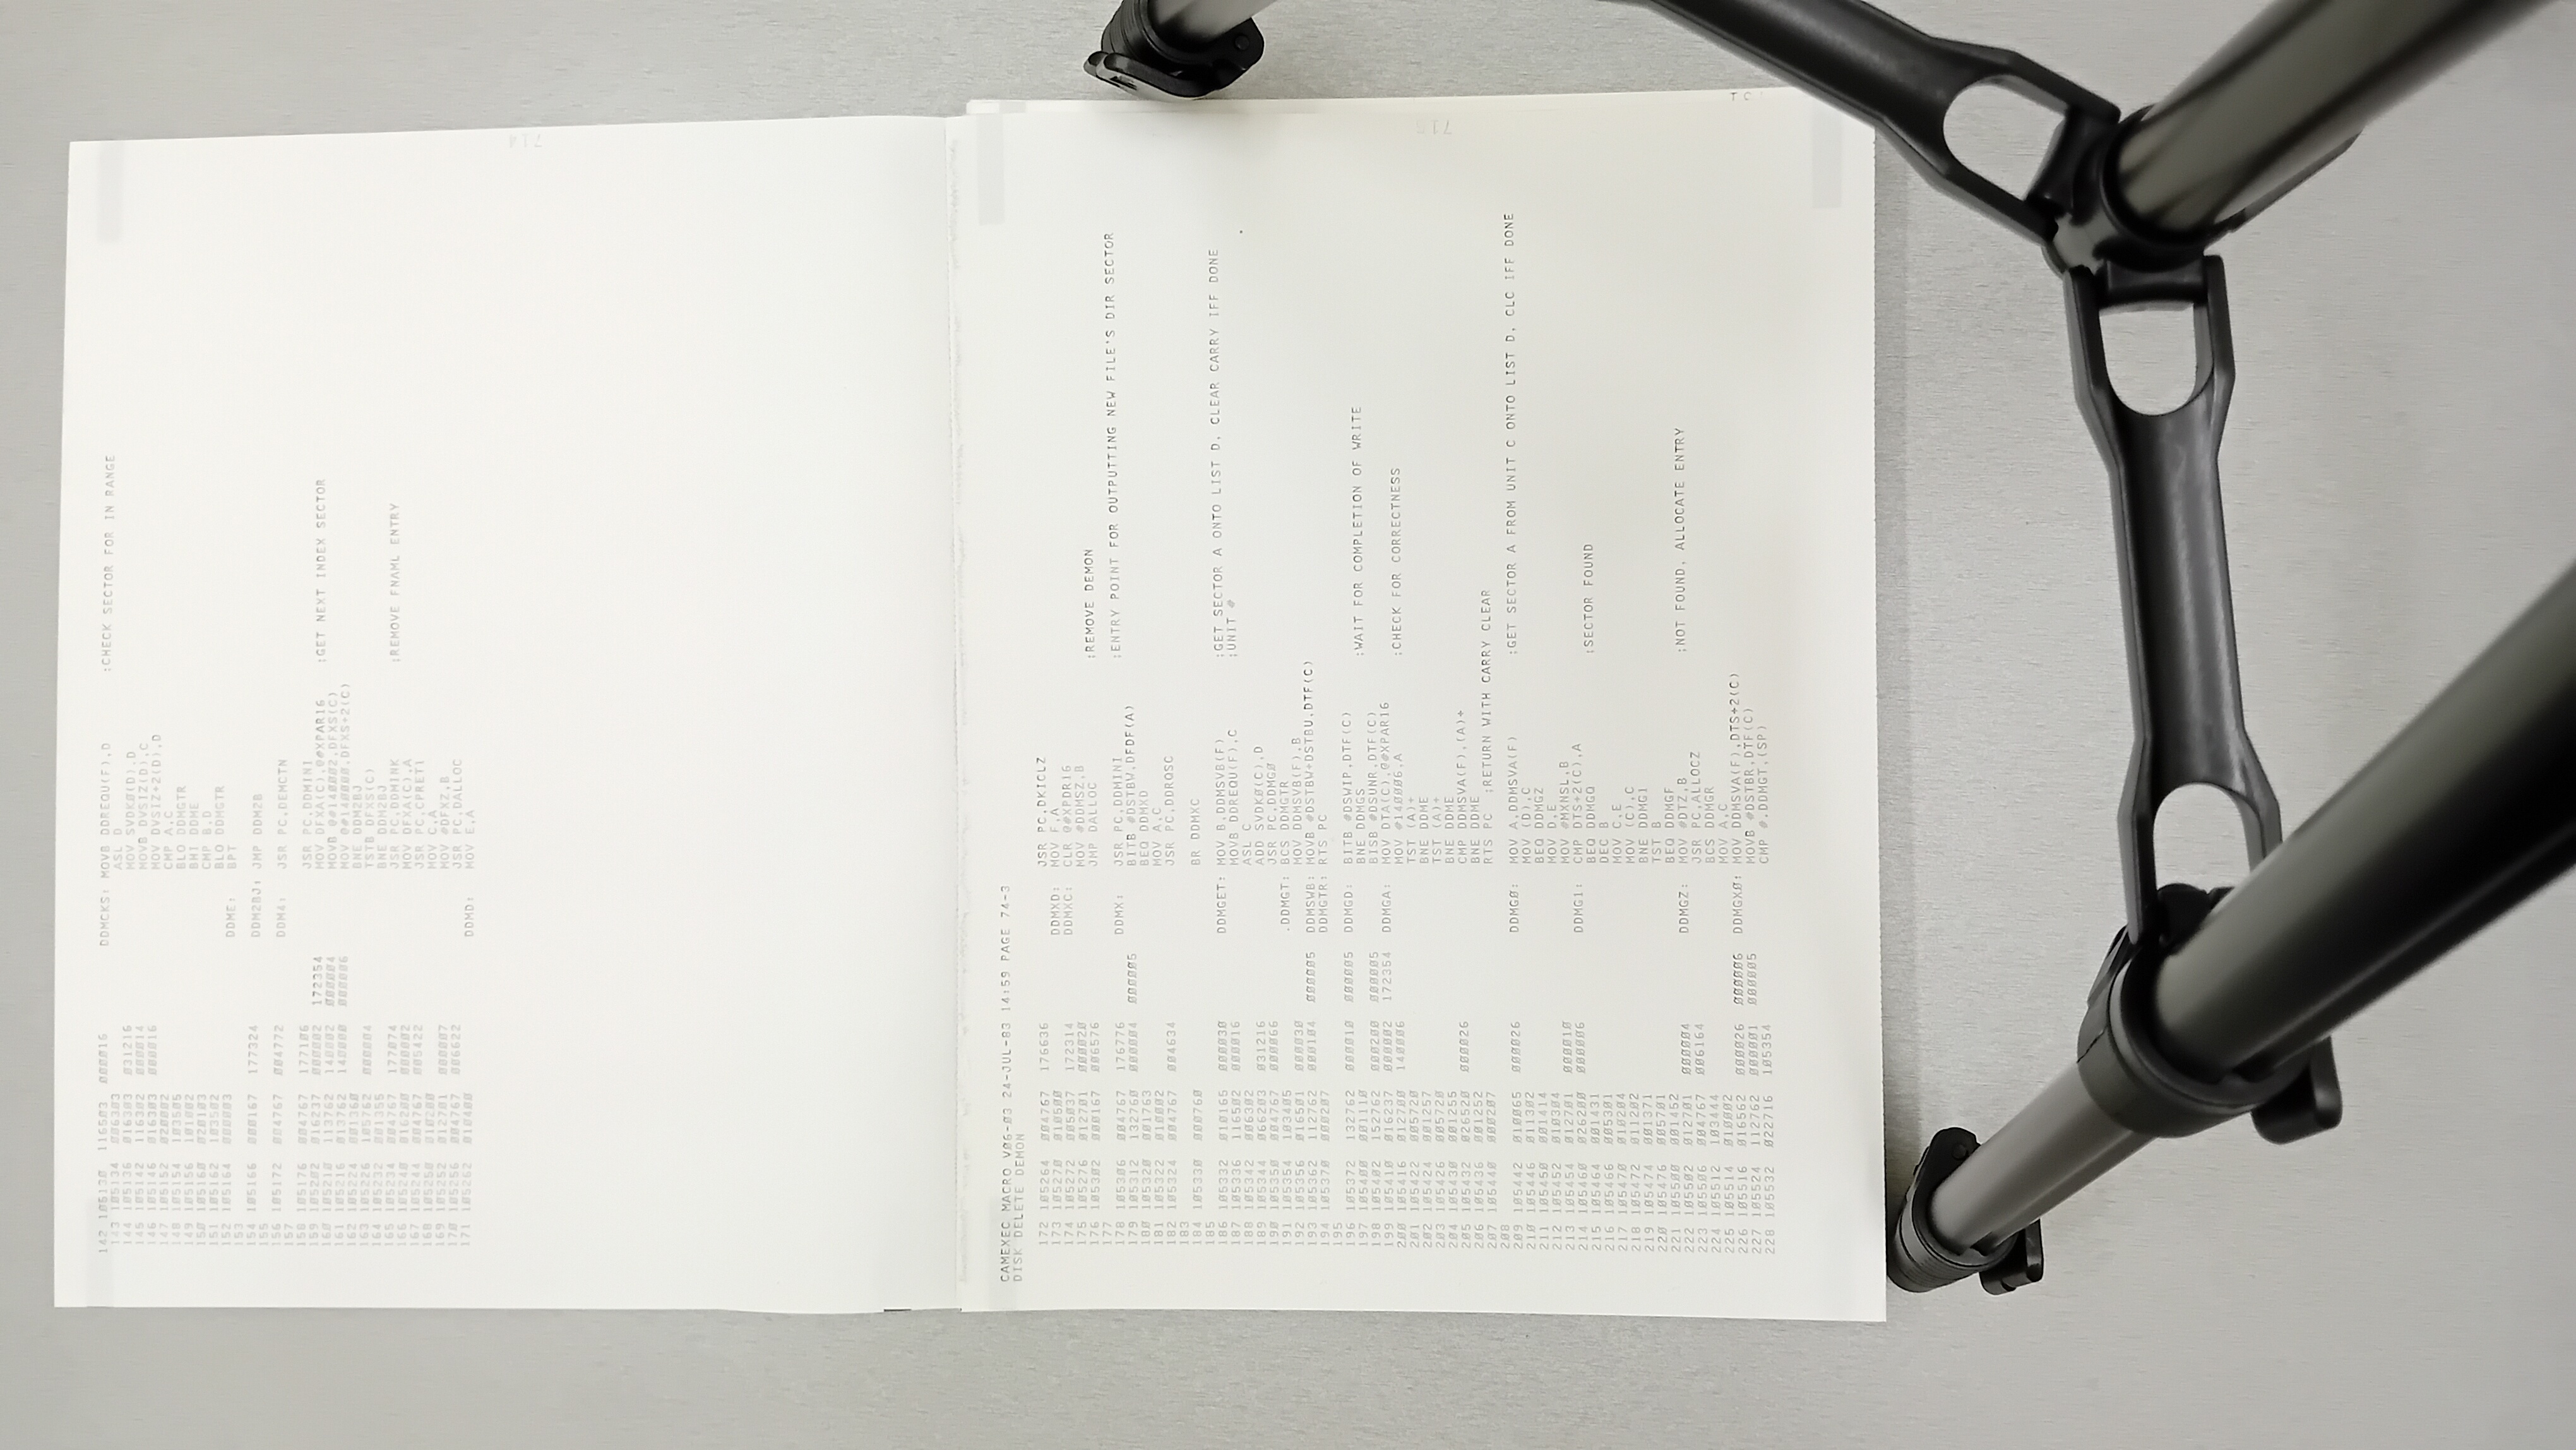 142 105130 116503 000016 DDMCKS: MOVB DDREQU(F),D ;CHECK SECTOR FOR IN RANGE
143 105134 006303 ASL D
144 105136 016303 031216 MOV SVDK0(D),D
145 105142 116302 000014 MOVB DVSIZ(D),C
146 105146 016303 000016 MOV DVSIZ+2(D),D
147 105152 020002 CMP A,C
148 105154 103505 BLO DDMGTR
149 105156 101002 BHI DDME
150 105160 020103 CMP B,D
151 105162 103502 BLO DDMGTR
152 105164 000003 DDME: BPT
153
154 105166 000167 177324 DDM2BJ: JMP DDM2B
155
156 105172 004767 004772 DDM4: JSR PC,DEMCTN
157
158 105176 004767 177106 JSR PC,DDMIN1
159 105202 016237 000002 172354 MOV DFXA(C),@#XPAR16 ;GET NEXT INDEX SECTOR
160 105210 113762 140002 000004 MOVB @#140002,DFXS(C)
161 105216 013762 140000 000006 MOV @#140000,DFXS+2(C)
162 105224 001360 BNE DDM2BJ
163 105226 105762 000004 TSTB DFXS(C)
164 105232 001355 BNE DDM2BJ
165 105234 004767 177074 JSR PC,DDMINK ;REMOVE FNAML ENTRY
166 105240 016200 000002 MOV DFXA(C),A
167 105244 004767 005422 JSR PC,CPRET1
168 105250 010200 MOV C,A
169 105252 012701 000007 MOV #DFXZ,B
170 105256 004767 006622 JSR PC,DALLOC
171 105262 010400 DDMD: MOV E,A
714
CAMEXEC MACRO V06-03 24-JUL-83 14:59 PAGE 74-3
DISK DELETE DEMON
172 105264 004767 176636 JSR PC,DKICLZ
173 105270 010500 DDMXD: MOV F,A
174 105272 005037 172314 DDMXC: CLR @#XPDR16
175 105276 012701 000020 MOV #DDMSZ,B
176 105302 000167 006576 JMP DALLOC ;REMOVE DEMON
177
178 105306 004767 176776 DDMX: JSR PC,DDMINI ;ENTRY POINT FOR OUTPUTTING NEW FILE'S DIR SECTOR
179 105312 132760 000004 000005 BITB #DSTBW,DFDF(A)
180 105320 001763 BEQ DDMXD
181 105322 010002 MOV A,C
182 105324 004767 004634 JSR PC,DDROSC
183
184 105330 000760 BR DDMXC
185
186 105332 010165 000030 DDMGET: MOV B,DDMSVB(F) ;GET SECTOR A ONTO LIST D, CLEAR CARRY IFF DONE
187 105336 116502 000016 MOVB DDREQU(F),C ;UNIT #
188 105342 006302 ASL C
189 105344 066203 031216 ADD SVDK0(C),D
190 105350 004767 000066 JSR PC,DDMG0
191 105354 103405 .DDMGT: BCS DDMGTR
192 105356 016501 000030 MOV DDMSVB(F),B
193 105362 112762 000104 000005 DDMSWB: MOVB #DSTBW+DSTBU,DTF(C)
194 105370 000207 DDMGTR: RTS PC
195
196 105372 132762 000010 000005 DDMGD: BITB #DSWIP,DTF(C)
197 105400 001110 BNE DDMGS ;WAIT FOR COMPLETION OF WRITE
198 105402 152762 000200 000005 BISB #DSUNR,DTF(C)
199 105410 016237 000002 172354 DDMGA: MOV DTA(C),@#XPAR16
200 105416 012700 140006 MOV #140006,A ;CHECK FOR CORRECTNESS
201 105422 005720 TST (A)+
202 105424 001257 BNE DDME
203 105426 005720 TST (A)+
204 105430 001255 BNE DDME
205 105432 026520 000026 CMP DDMSVA(F),(A)+
206 105436 001252 BNE DDME
207 105440 000207 RTS PC ;RETURN WITH CARRY CLEAR
208
209 105442 010065 000026 DDMG0: MOV A,DDMSVA(F) ;GET SECTOR A FROM UNIT C ONTO LIST D, CLC IFF DONE
210 105446 011302 MOV (D),C
211 105450 001414 BEQ DDMGZ
212 105452 010304 MOV D,E
213 105454 012701 000010 MOV #MXNSL,B
214 105460 026200 000006 DDMG1: CMP DTS+2(C),A
215 105464 001437 BEQ DDMGQ ;SECTOR FOUND
216 105466 005301 DEC B
217 105470 010204 MOV C,E
218 105472 011202 MOV (C),C
219 105474 001371 BNE DDMG1
220 105476 005701 TST B
221 105500 001452 BEQ DDMGF
222 105502 012701 000004 DDMGZ: MOV #DTZ,B ;NOT FOUND, ALLOCATE ENTRY
223 105506 004767 006164 JSR PC,ALLOCZ
224 105512 103444 BCS DDMGR
225 105514 010002 MOV A,C
226 105516 016562 000026 000006 DDMGX0: MOV DDMSVA(F),DTS+2(C)
227 105524 112762 000001 000005 MOVB #DSTBR,DTF(C)
228 105532 022716 105354 CMP #.DDMGT,(SP)